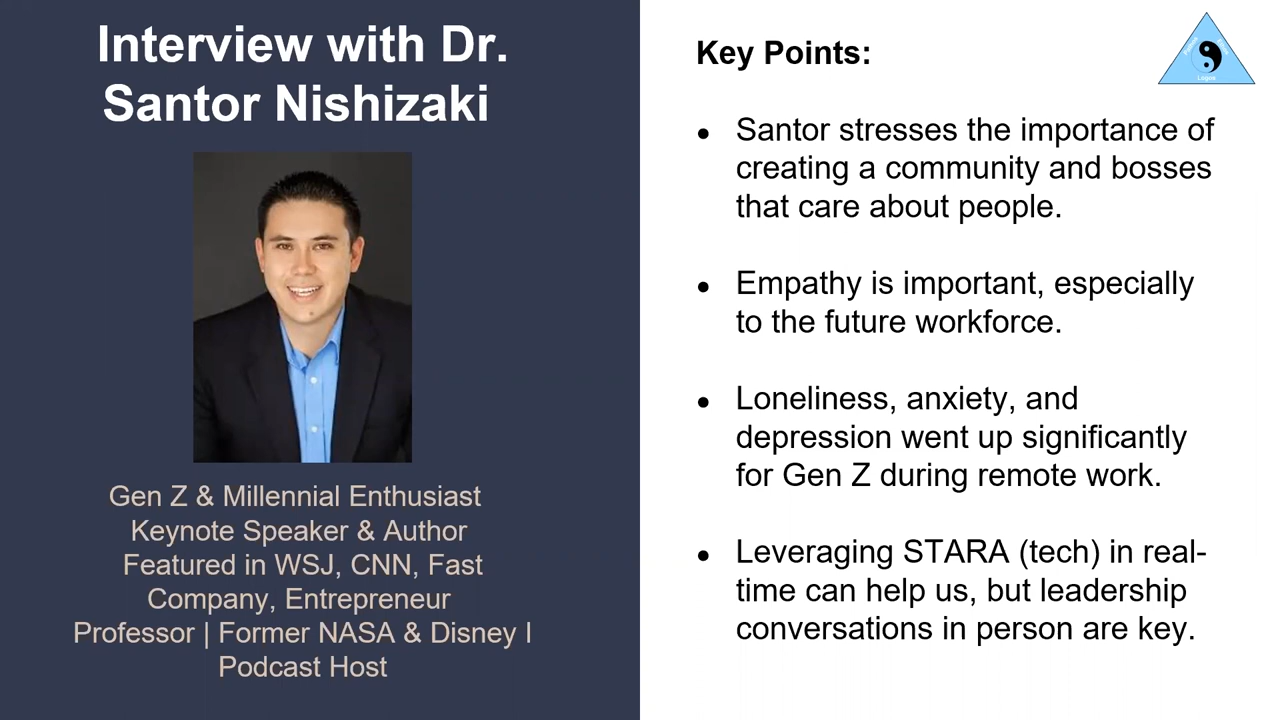 Interview with Dr.
Santor Nishizaki
Gen Z & Millennial Enthusiast
Keynote Speaker & Author
Featured in WSJ, CNN, Fast
Company, Entrepreneur
Professor | Former NASA & Disney I
Podcast Host
Key Points:
● Santor stresses the importance of
creating a community and bosses
that care about people.
● Empathy is important, especially
to the future workforce.
● Loneliness, anxiety, and
depression went up significantly
for Gen Z during remote work.
● Leveraging STARA (tech) in real-
time can help us, but leadership
conversations in person are key.
Logos